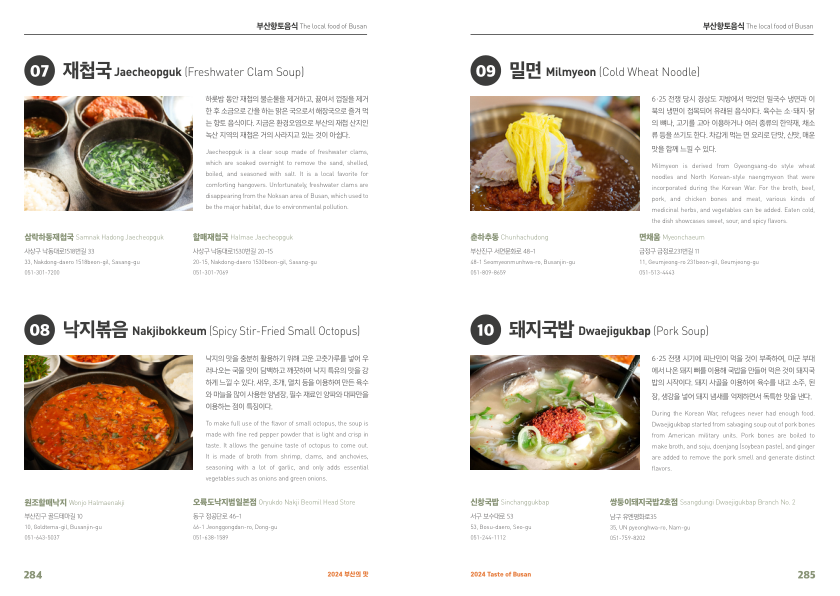 부산향토음식 The local food of Busan
07 재첩국 Jaecheopguk (Freshwater Clam Soup)
하룻밤 동안 재첩의 불순물을 제거하고, 끓여서 껍질을 제거
한 후 소금으로 간을 하는 맑은 국으로서 해장국으로 즐겨 먹
는 향토 음식이다. 지금은 환경오염으로 부산의 재첩 산지인
녹산 지역의 재첩은 거의 사라지고 있는 것이 아쉽다.
Jaecheopguk is a clear soup made of freshwater clams,
which are soaked overnight to remove the sand, shelled,
boiled, and seasoned with salt. It is a local favorite for
comforting hangovers. Unfortunately, freshwater clams are
disappearing from the Noksan area of Busan, which used to
be the major habitat, due to environmental pollution.
삼락하동재첩국 Samnak Hadong Jaecheopguk
사상구 낙동대로1518번길 33
33, Nakdong-daero 1518beon-gil, Sasang-gu
051-301-7200
할매재첩국 Halmae Jaecheopguk
사상구 낙동대로1530번길 20-15
20-15, Nakdong-daero 1530beon-gil, Sasang-gu
051-301-7069
08 낙지볶음 Nakjibokkeum (Spicy Stir-Fried Small Octopus)
낙지의 맛을 충분히 활용하기 위해 고운 고춧가루를 넣어 우
러나오는 국물 맛이 담백하고 깨끗하여 낙지 특유의 맛을 강
하게 느낄 수 있다. 새우, 조개, 멸치 등을 이용하여 만든 육수
와 마늘을 많이 사용한 양념장, 필수 재료인 양파와 대파만을
이용하는 점이 특징이다.
To make full use of the flavor of small octopus, the soup is
made with fine red pepper powder that is light and crisp in
taste. It allows the genuine taste of octopus to come out.
It is made of broth from shrimp, clams, and anchovies,
seasoning with a lot of garlic, and only adds essential
vegetables such as onions and green onions.
원조할매낙지 Wonjo Halmaenakji
부산진구 골드테마길 10
10, Goldtema-gil, Busanjin-gu
051-643-5037
오륙도낙지범일본점 Oryukdo Nakji Beomil Head Store
동구 정공단로 46-1
46-1 Jeonggongdan-ro, Dong-gu
051-638-1589
284
2024 부산의 맛
부산향토음식 The local food of Busan
09 밀면 Milmyeon (Cold Wheat Noodle)
6·25 전쟁 당시 경상도 지방에서 먹었던 밀국수 냉면과 이
북의 냉면이 접목되어 유래된 음식이다. 육수는 소·돼지·닭
의 뼈나, 고기를 고아 이용하거나 여러 종류의 한약재, 채소
류 등을 쓰기도 한다. 차갑게 먹는 면 요리로 단맛, 신맛, 매운
맛을 함께 느낄 수 있다.
Milmyeon is derived from Gyeongsang-do style wheat
noodles and North Korean-style naengmyeon that were
incorporated during the Korean War. For the broth, beef,
pork, and chicken bones and meat, various kinds of
medicinal herbs, and vegetables can be added. Eaten cold,
the dish showcases sweet, sour, and spicy flavors.
춘하추동 Chunhachudong
부산진구 서면문화로 48-1
48-1 Seomyeonmunhwa-ro, Busanjin-gu
051-809-8659
면채움 Myeonchaeum
금정구 금정로231번길 11
11, Geumjeong-ro 231beon-gil, Geumjeong-gu
051-513-4443
10 돼지국밥 Dwaejigukbap (Pork Soup)
6·25 전쟁 시기에 피난민이 먹을 것이 부족하여, 미군 부대
에서 나온 돼지 뼈를 이용해 국밥을 만들어 먹은 것이 돼지국
밥의 시작이다. 돼지 사골을 이용하여 육수를 내고 소주, 된
장, 생강을 넣어 돼지 냄새를 억제하면서 독특한 맛을 낸다.
During the Korean War, refugees never had enough food.
Dwaejigukbap started from salvaging soup out of pork bones
from American military units. Pork bones are boiled to
make broth, and soju, doenjang (soybean paste), and ginger
are added to remove the pork smell and generate distinct
flavors.
신창국밥 Sinchanggukbap
서구 보수대로 53
53, Bosu-daero, Seo-gu
051-244-1112
쌍둥이돼지국밥2호점 Ssangdungi Dwaejigukbap Branch No. 2
남구 유엔평화로35
35, UN pyeonghwa-ro, Nam-gu
051-759-8202
2024 Taste of Busan
285